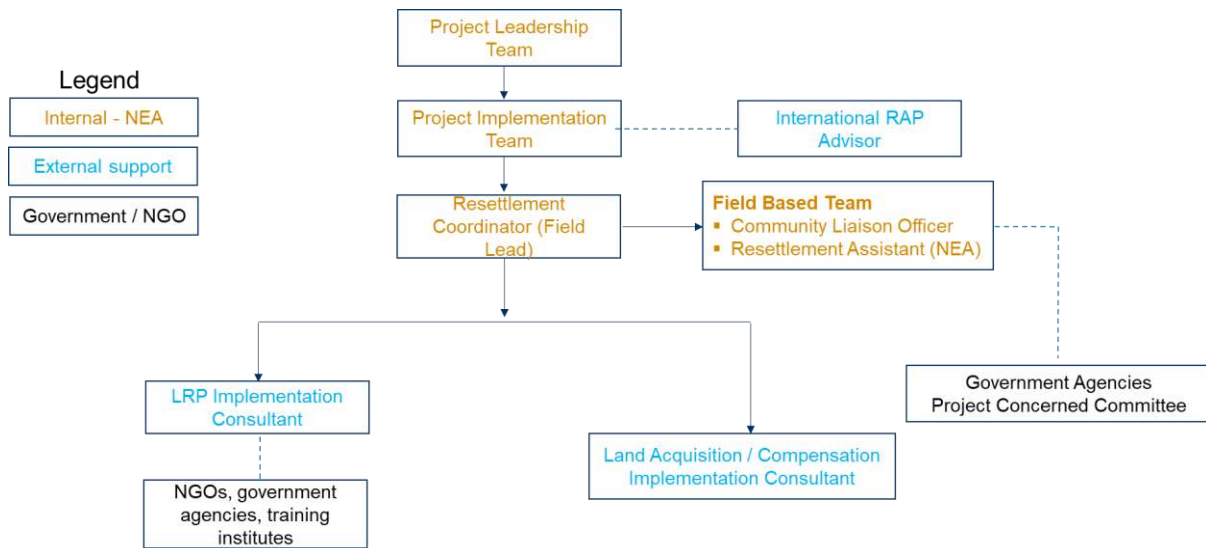 Project Leadership
Team
Legend
Internal - NEA
External support
Government / NGO
Project Implementation
Team
International RAP
Advisor
Resettlement
Coordinator (Field
Lead)
Field Based Team
▪ Community Liaison Officer
▪ Resettlement Assistant (NEA)
LRP Implementation
Consultant
Government Agencies
Project Concerned Committee
Land Acquisition / Compensation
Implementation Consultant
NGOs, government
agencies, training
institutes